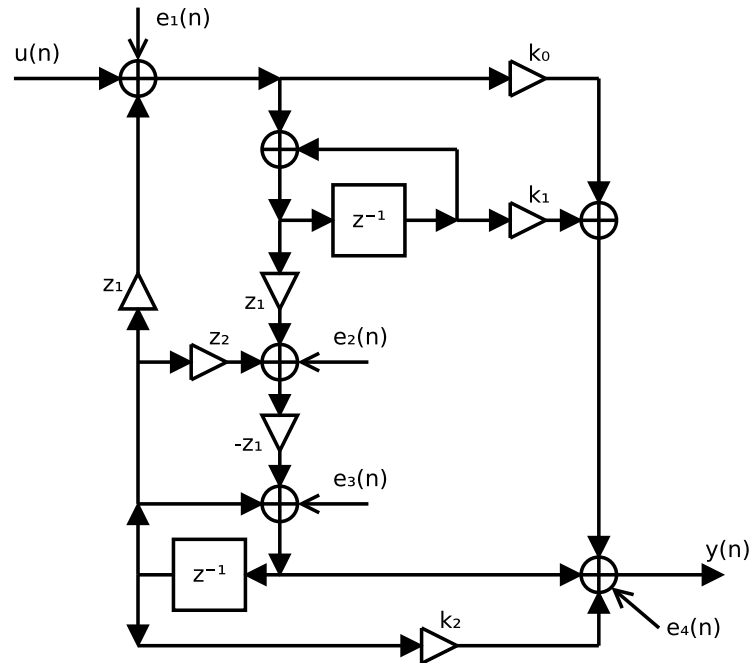 e₁(n)
u(n)
k₀
k₁
z⁻¹
z₁
z₁
z₂
e₂(n)
-z₁
e₃(n)
z⁻¹
y(n)
k₂
e₄(n)